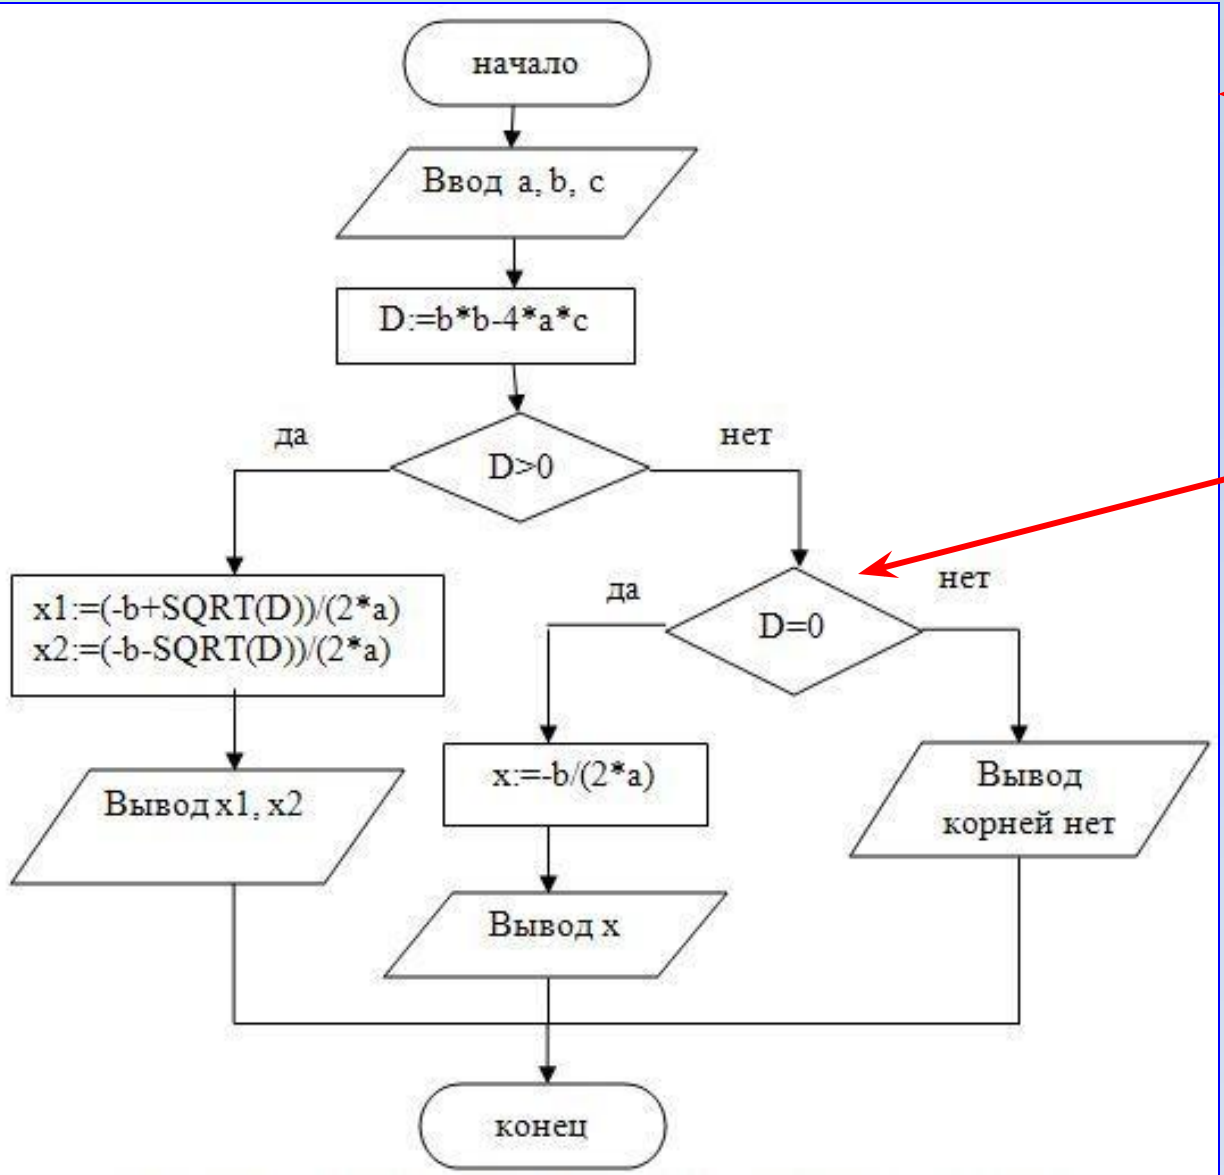 начало
Ввод a, b, c
D:=b*b-4*a*c
да
нет
D>0
x1:=(-b+SQRT(D))/(2*a)
x2:=(-b-SQRT(D))/(2*a)
да
нет
D=0
Вывод x1, x2
x:=-b/(2*a)
Вывод
корней нет
Вывод x
конец